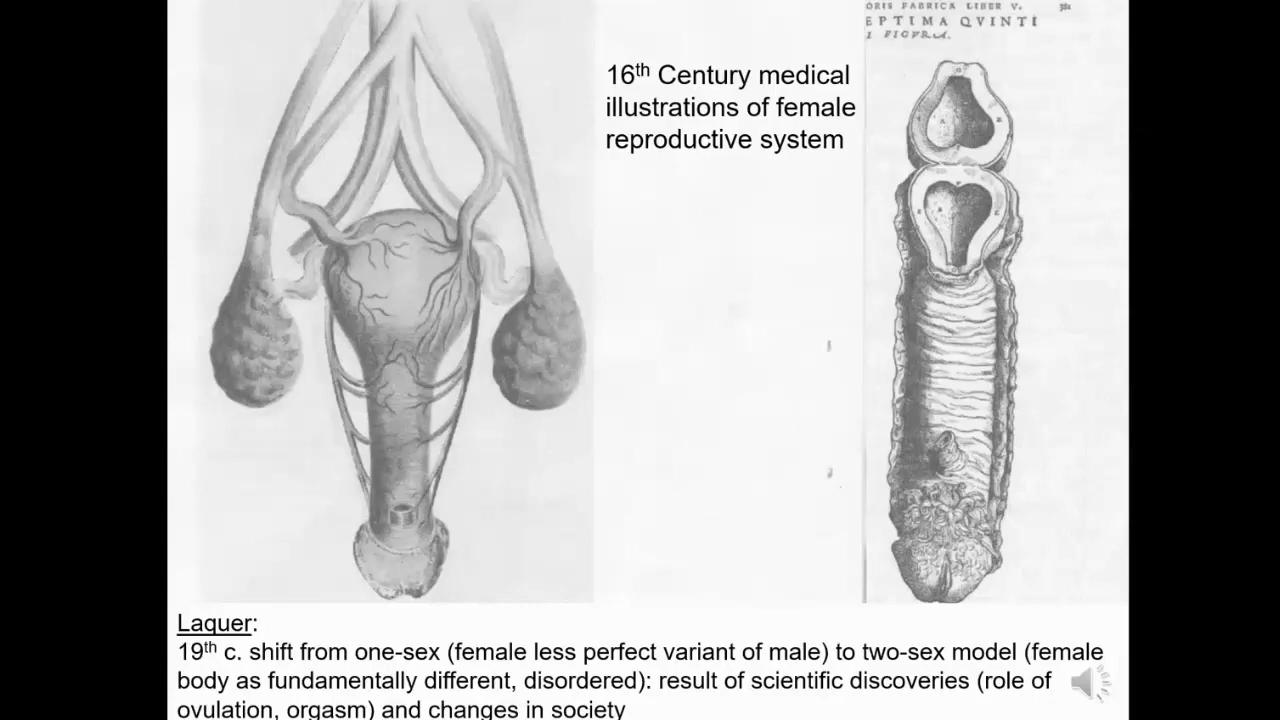 16th Century medical
illustrations of female
reproductive system
ORIS FABRICA LIBER V. 381
EPTIMA QVINTI
I FIGVRA.
Laquer:
19th c. shift from one-sex (female less perfect variant of male) to two-sex model (female
body as fundamentally different, disordered): result of scientific discoveries (role of
ovulation, orgasm) and changes in society